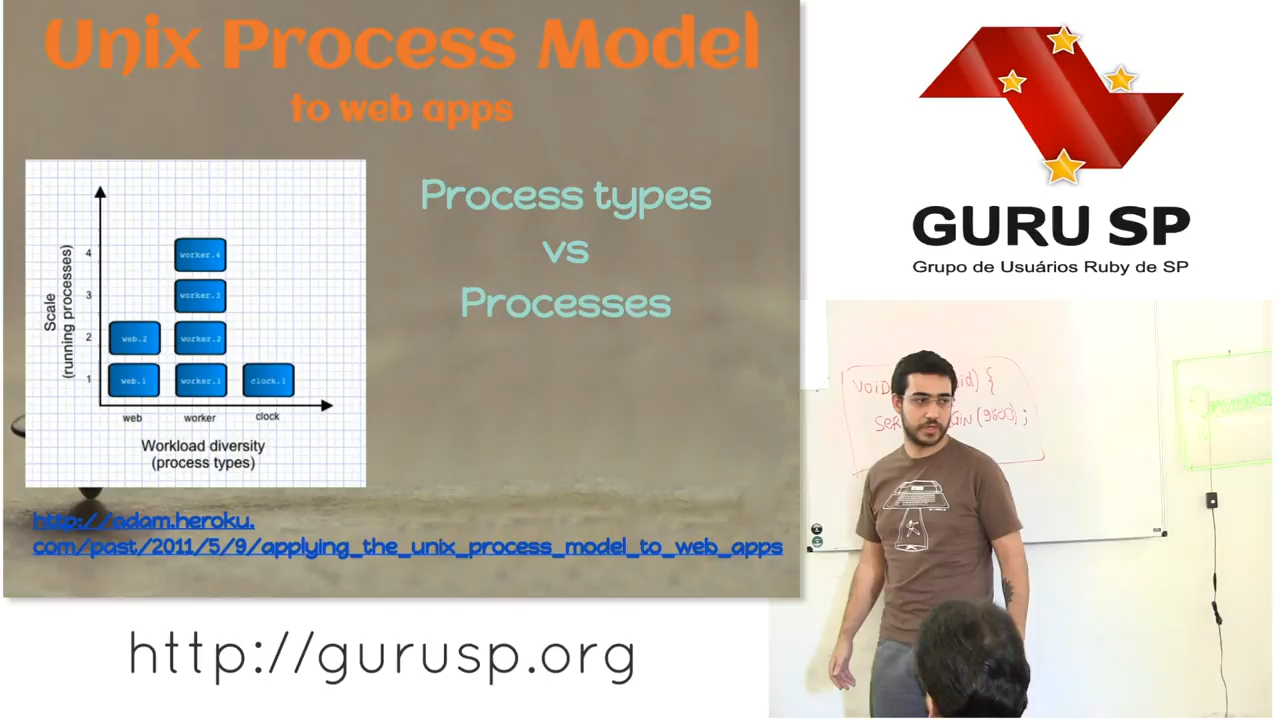 Unix Process Model
to web apps
Process types
vs
Processes
Scale
(running processes)
4
3
2
1
worker.4
worker.3
web.2
worker.2
web.1
worker.1
clock.1
web
worker
clock
Workload diversity
(process types)
http://adam.heroku.
com/past/2011/5/9/applying_the_unix_process_model_to_web_apps
http://gurusp.org
GURU SP
Grupo de Usuários Ruby de SP
(9600);